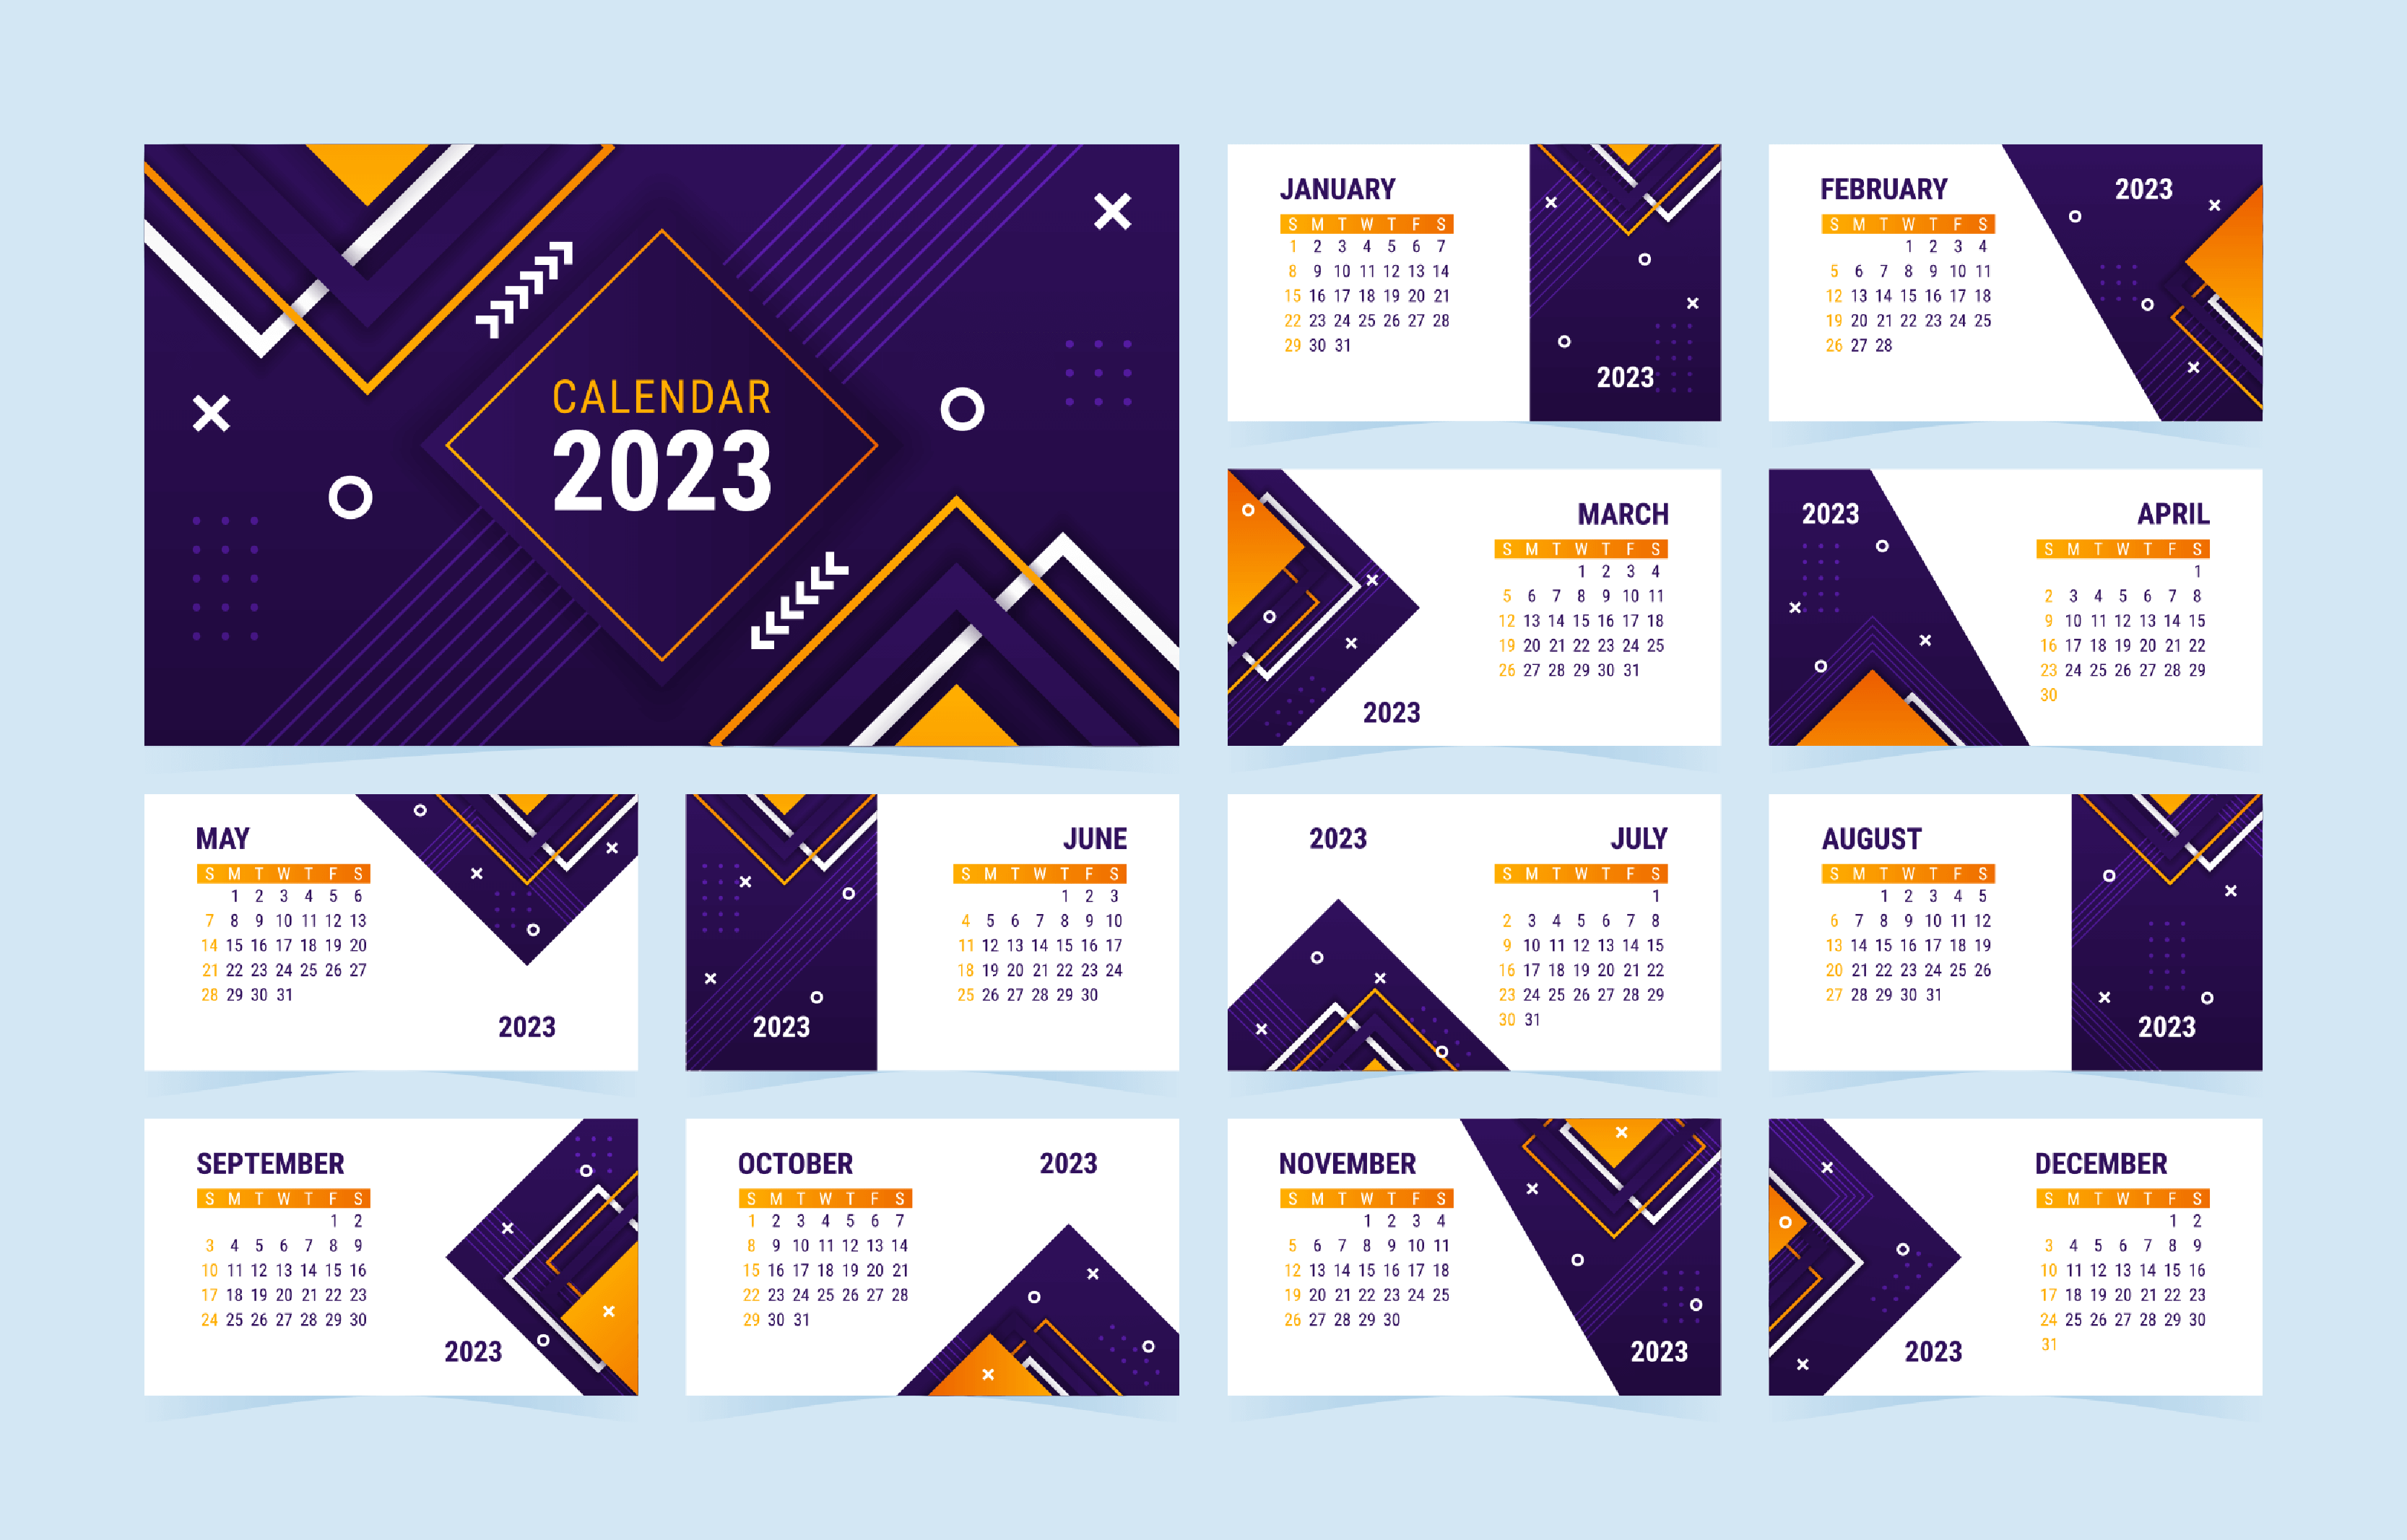 CALENDAR
2023
JANUARY
S M T W T F S
1 2 3 4 5 6 7
8 9 10 11 12 13 14
15 16 17 18 19 20 21
22 23 24 25 26 27 28
29 30 31
2023
FEBRUARY
2023
S M T W T F S
1 2 3 4
5 6 7 8 9 10 11
12 13 14 15 16 17 18
19 20 21 22 23 24 25
26 27 28
MARCH
S M T W T F S
1 2 3 4
5 6 7 8 9 10 11
12 13 14 15 16 17 18
19 20 21 22 23 24 25
26 27 28 29 30 31
2023
2023
APRIL
S M T W T F S
1
2 3 4 5 6 7 8
9 10 11 12 13 14 15
16 17 18 19 20 21 22
23 24 25 26 27 28 29
30
MAY
S M T W T F S
1 2 3 4 5 6
7 8 9 10 11 12 13
14 15 16 17 18 19 20
21 22 23 24 25 26 27
28 29 30 31
2023
JUNE
S M T W T F S
1 2 3
4 5 6 7 8 9 10
11 12 13 14 15 16 17
18 19 20 21 22 23 24
25 26 27 28 29 30
2023
2023
JULY
S M T W T F S
1
2 3 4 5 6 7 8
9 10 11 12 13 14 15
16 17 18 19 20 21 22
23 24 25 26 27 28 29
30 31
AUGUST
S M T W T F S
1 2 3 4 5
6 7 8 9 10 11 12
13 14 15 16 17 18 19
20 21 22 23 24 25 26
27 28 29 30 31
2023
SEPTEMBER
S M T W T F S
1 2
3 4 5 6 7 8 9
10 11 12 13 14 15 16
17 18 19 20 21 22 23
24 25 26 27 28 29 30
2023
OCTOBER
2023
S M T W T F S
1 2 3 4 5 6 7
8 9 10 11 12 13 14
15 16 17 18 19 20 21
22 23 24 25 26 27 28
29 30 31
NOVEMBER
S M T W T F S
1 2 3 4
5 6 7 8 9 10 11
12 13 14 15 16 17 18
19 20 21 22 23 24 25
26 27 28 29 30
2023
DECEMBER
S M T W T F S
1 2
3 4 5 6 7 8 9
10 11 12 13 14 15 16
17 18 19 20 21 22 23
24 25 26 27 28 29 30
31
2023